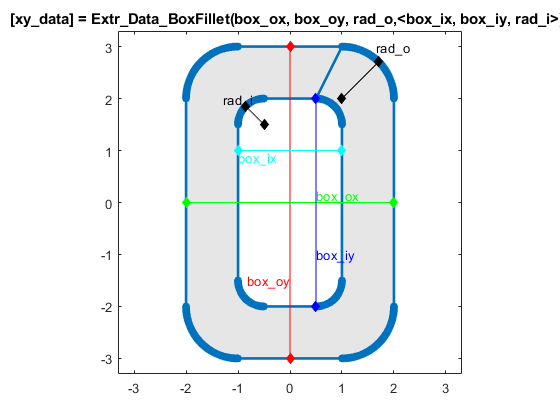 [xy_data] = Extr_Data_BoxFillet(box_ox, box_oy, rad_o,<box_ix, box_iy, rad_i>
rad_o
rad_i
box_ix
box_ox
box_iy
box_oy
3
2
1
0
-1
-2
-3
-3 -2 -1 0 1 2 3